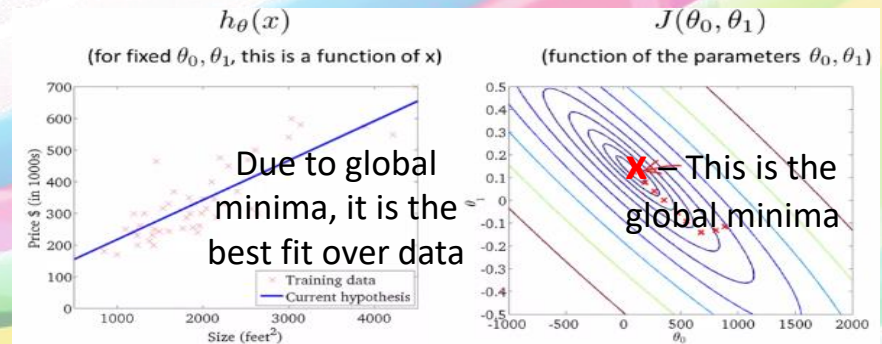 h_θ(x)
(for fixed θ₀, θ₁, this is a function of x)
700
600
500
400
300
200
100
0
Price $ (in 1000s)
1000
2000
3000
4000
Size (feet²)
Due to global
minima, it is the
best fit over data
Training data
Current hypothesis
J(θ₀, θ₁)
(function of the parameters θ₀, θ₁)
0.5
0.4
0.3
0.2
0.1
0
-0.1
-0.2
-0.3
-0.4
-0.5
θ₁
-1000
-500
0
500
1000
1500
2000
θ₀
X – This is the
global minima